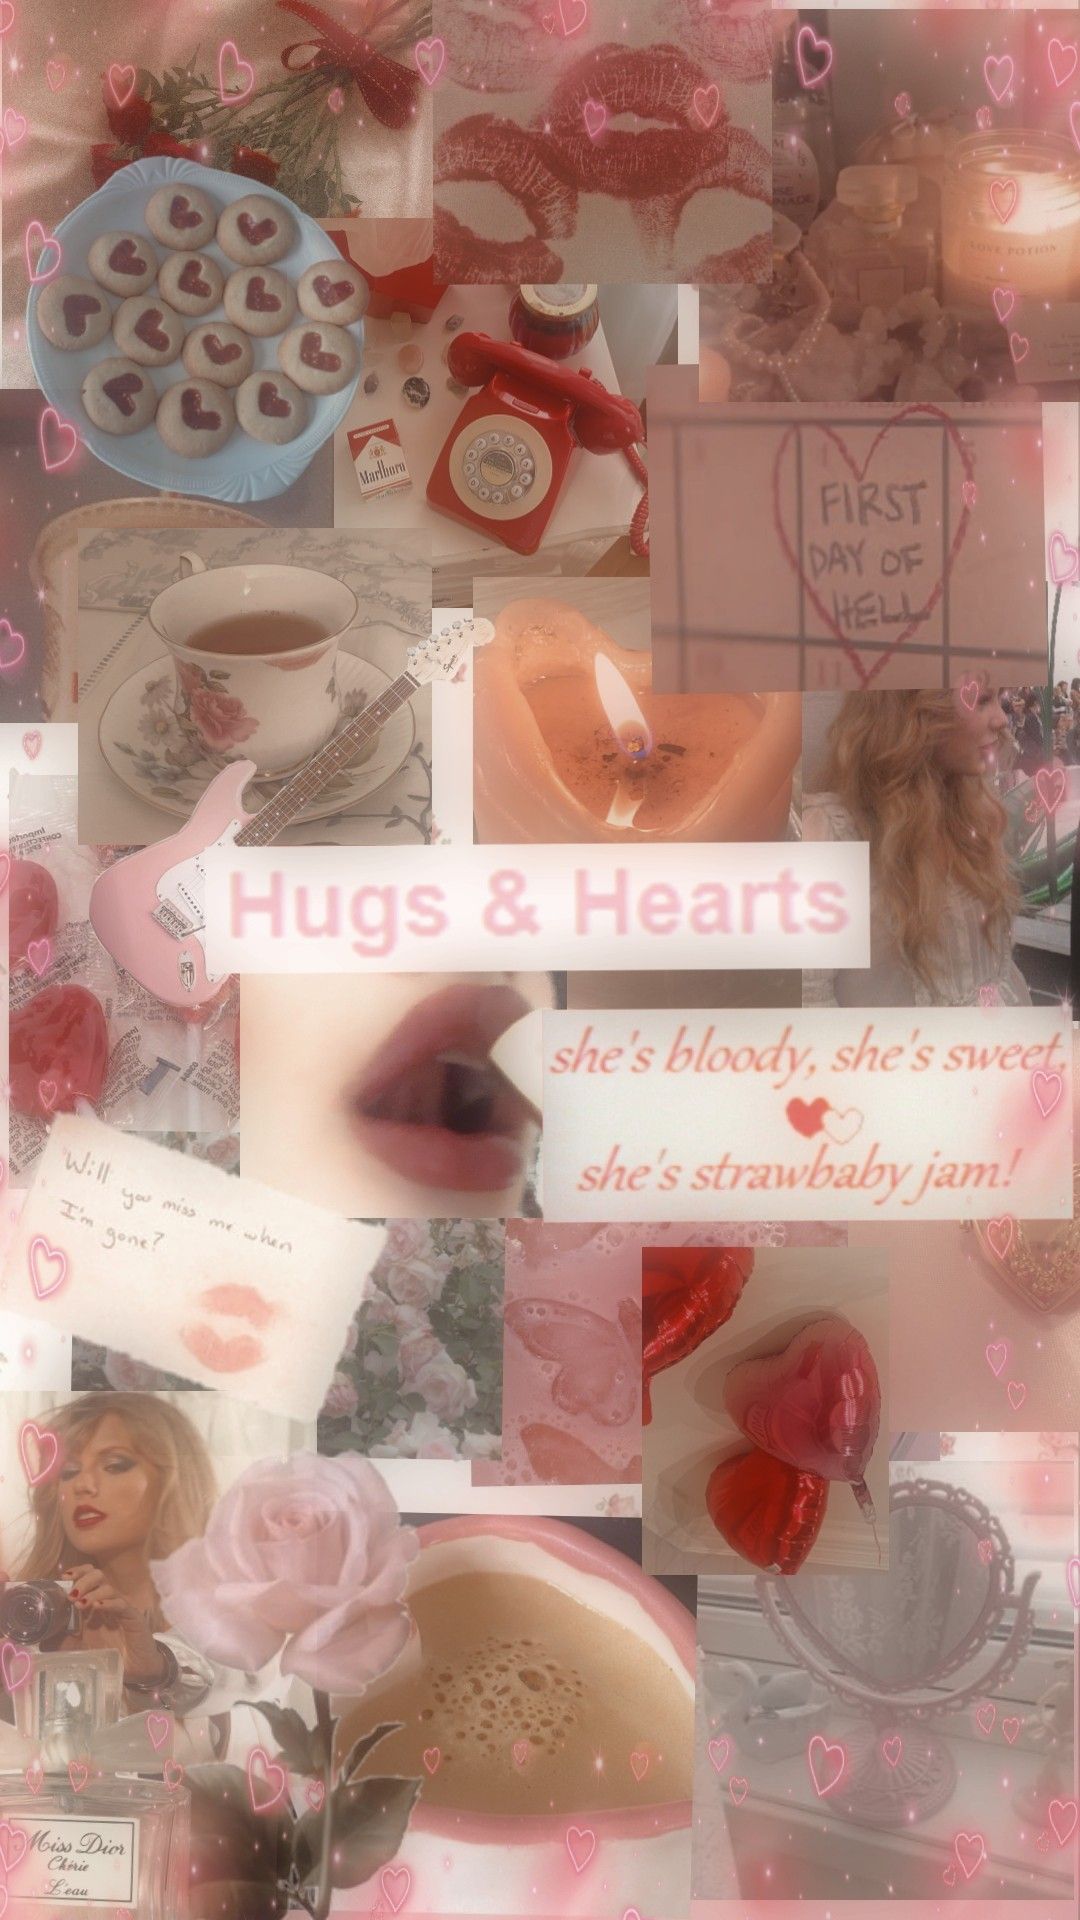 LOVE POTION
Marlboro
FIRST
DAY OF
HELL
Hugs & Hearts
she's bloody, she's sweet,
she's strawbaby jam!
Will you miss me when
I'm gone?
Miss Dior
Chérie
L'eau